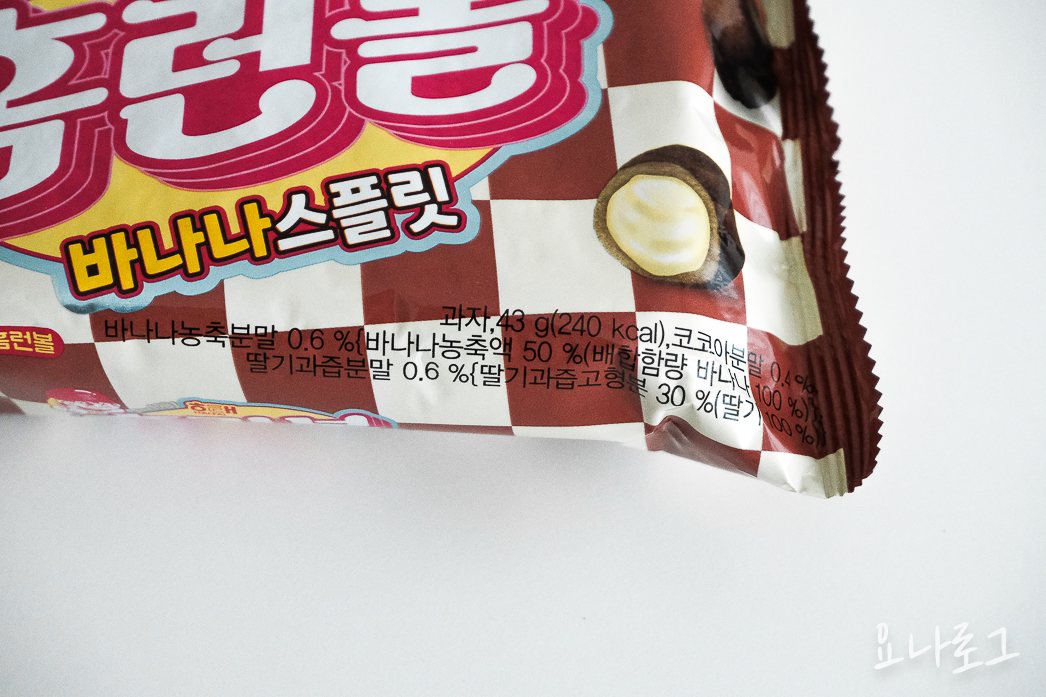 홈런볼
바나나스플릿
과자,43 g(240 kcal),코코아분말 0.4 %
바나나농축분말 0.6 %{바나나농축액 50 %(배합함량 바나나 100 %)},
딸기과즙분말 0.6 %{딸기과즙고형분 30 %(딸기 100 %)}
홈런볼
해태
요나로그